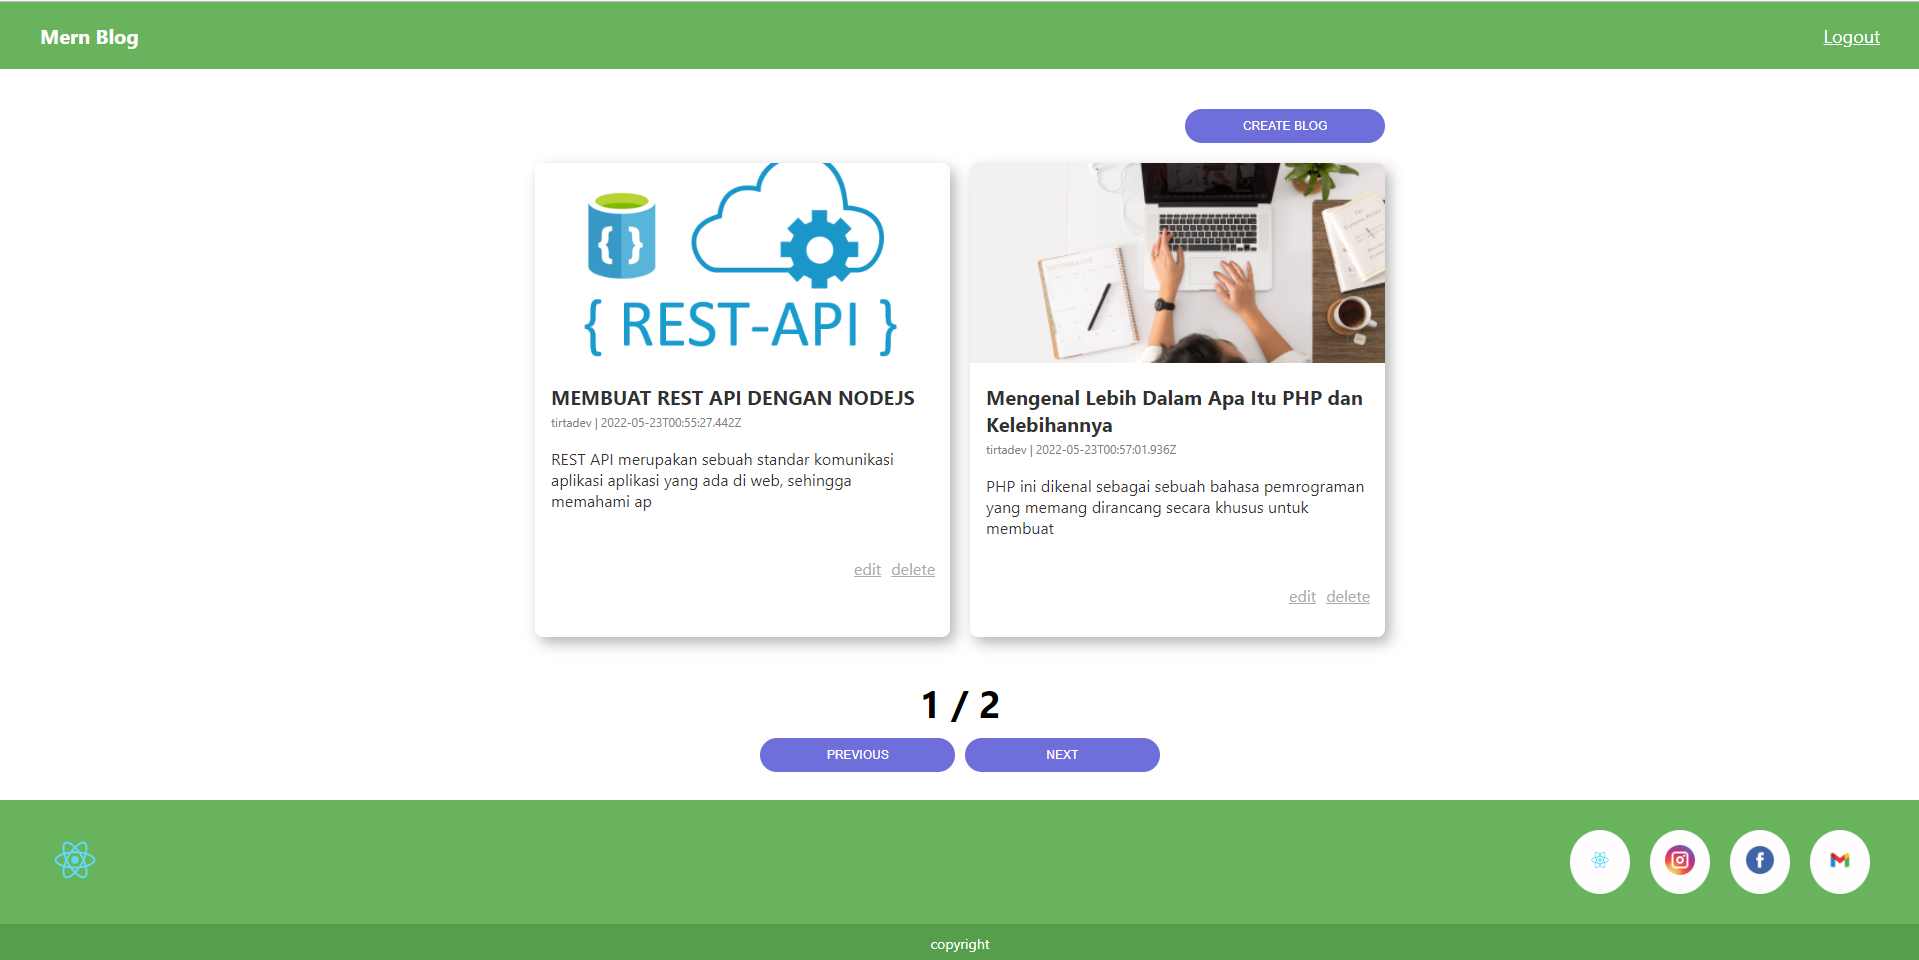 Mern Blog
Logout
CREATE BLOG
{ }
{ REST-API }
MEMBUAT REST API DENGAN NODEJS
tirtadev | 2022-05-23T00:55:27.442Z
REST API merupakan sebuah standar komunikasi
aplikasi aplikasi yang ada di web, sehingga
memahami ap
edit delete
Mengenal Lebih Dalam Apa Itu PHP dan
Kelebihannya
tirtadev | 2022-05-23T00:57:01.936Z
PHP ini dikenal sebagai sebuah bahasa pemrograman
yang memang dirancang secara khusus untuk
membuat
edit delete
1 / 2
PREVIOUS
NEXT
copyright